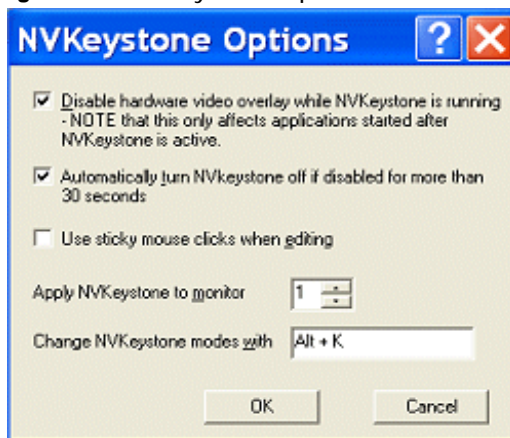 NVKeystone Options
Disable hardware video overlay while NVKeystone is running
- NOTE that this only affects applications started after
NVKeystone is active.
Automatically turn NVkeystone off if disabled for more than
30 seconds
Use sticky mouse clicks when editing
Apply NVKeystone to monitor 1
Change NVKeystone modes with Alt + K
OK Cancel